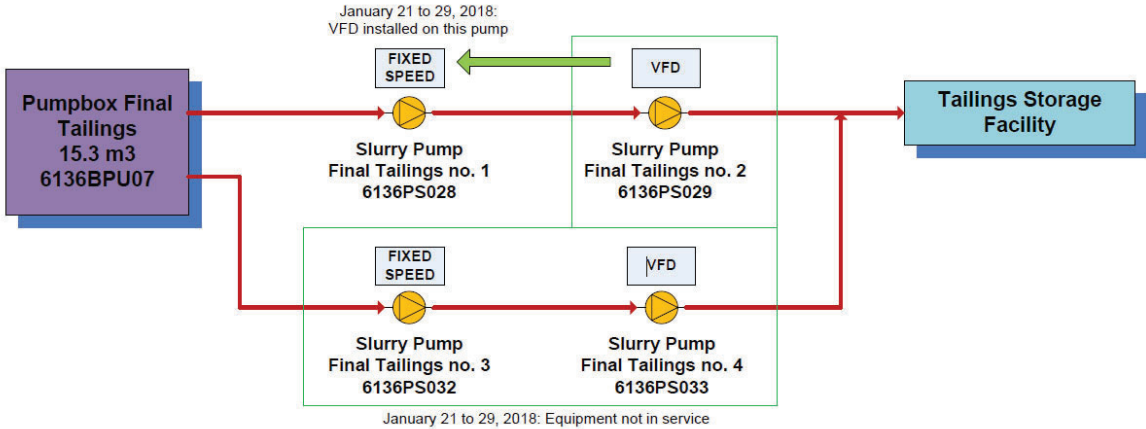 January 21 to 29, 2018:
VFD installed on this pump
FIXED
SPEED
VFD
Pumpbox Final
Tailings
15.3 m3
6136BPU07
Tailings Storage
Facility
Slurry Pump
Final Tailings no. 1
6136PS028
Slurry Pump
Final Tailings no. 2
6136PS029
FIXED
SPEED
VFD
Slurry Pump
Final Tailings no. 3
6136PS032
Slurry Pump
Final Tailings no. 4
6136PS033
January 21 to 29, 2018: Equipment not in service